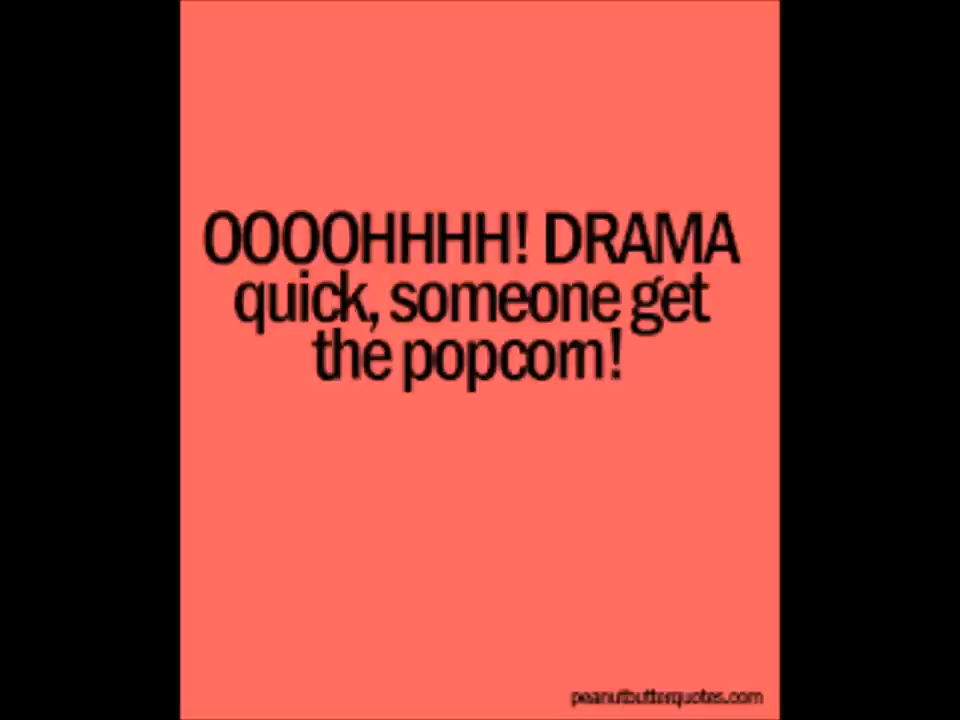 OOOOHHHH! DRAMA
quick, someone get
the popcorn!
peanutbutterquotes.com